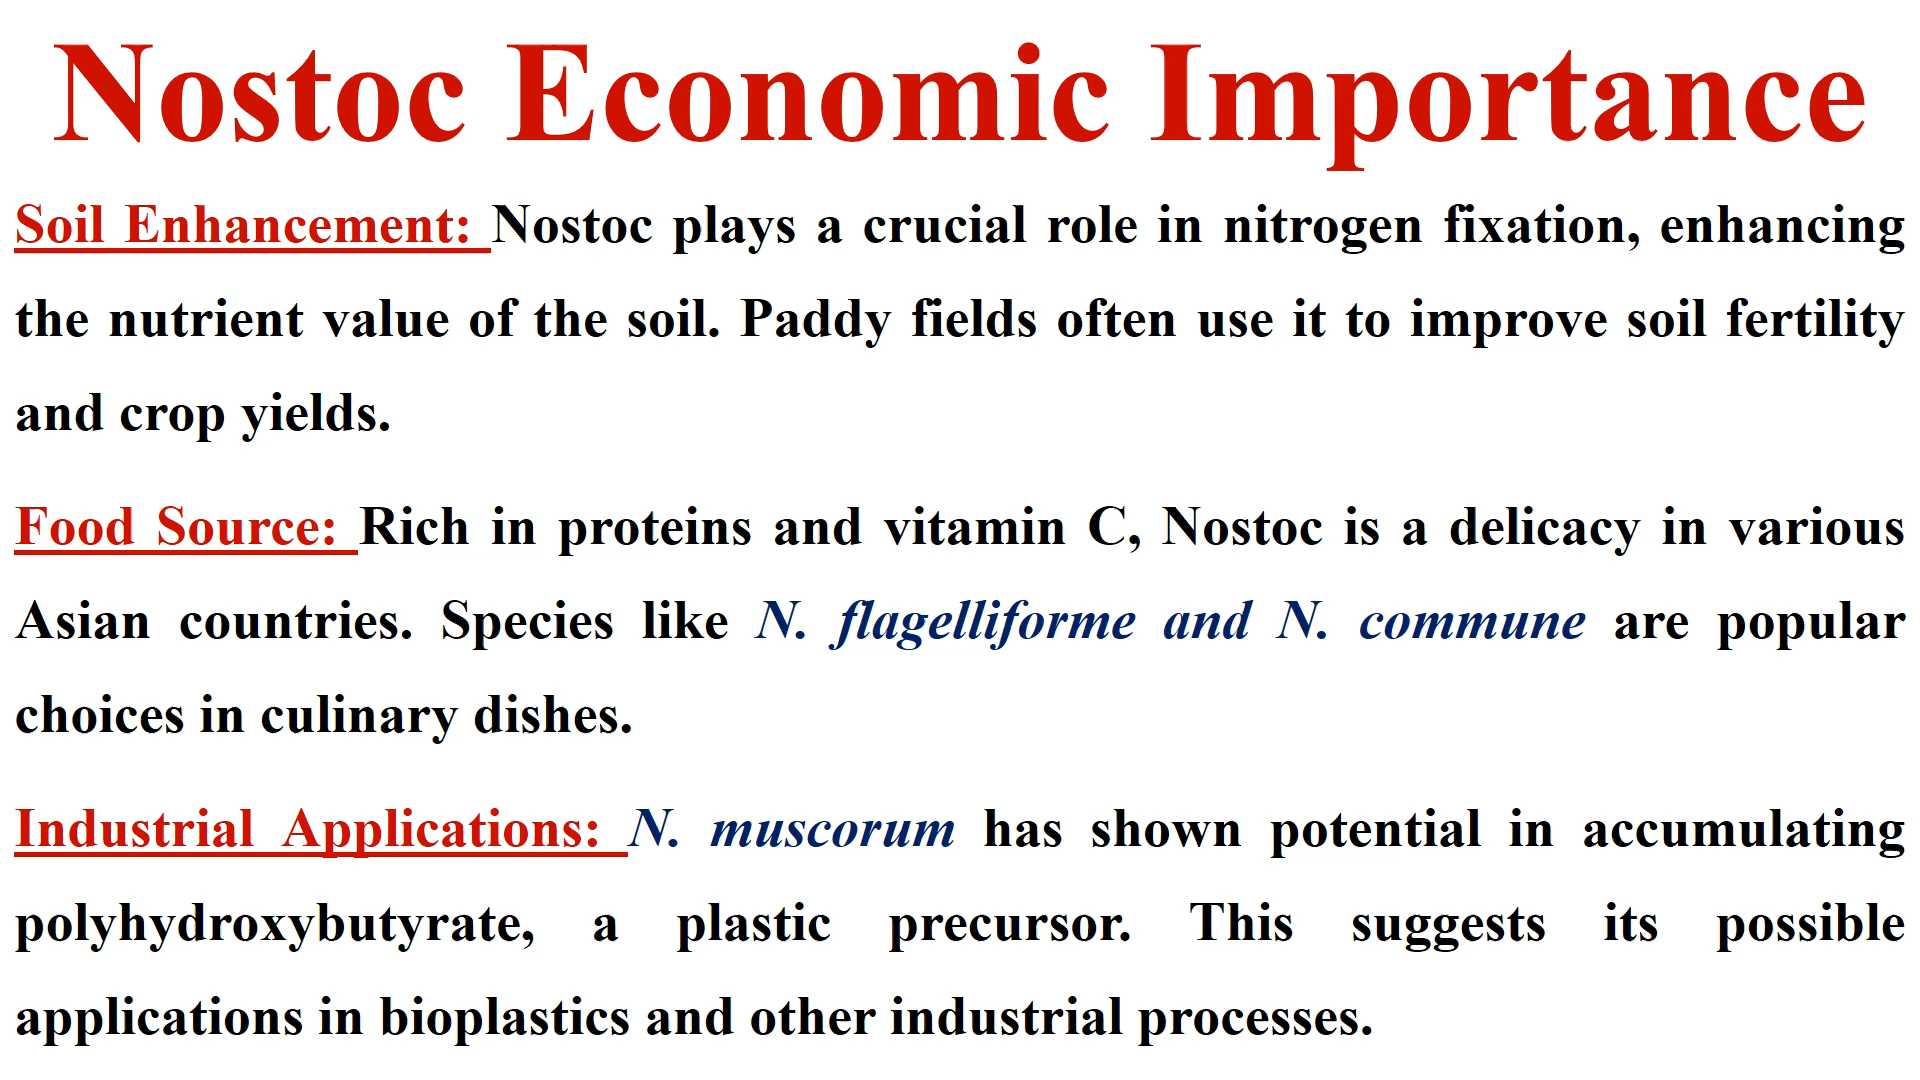 Nostoc Economic Importance
Soil Enhancement: Nostoc plays a crucial role in nitrogen fixation, enhancing
the nutrient value of the soil. Paddy fields often use it to improve soil fertility
and crop yields.
Food Source: Rich in proteins and vitamin C, Nostoc is a delicacy in various
Asian countries. Species like N. flagelliforme and N. commune are popular
choices in culinary dishes.
Industrial Applications: N. muscorum has shown potential in accumulating
polyhydroxybutyrate, a plastic precursor. This suggests its possible
applications in bioplastics and other industrial processes.